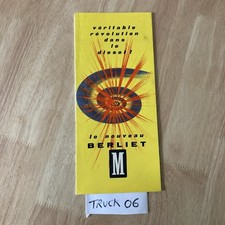 véritable
révolution
dans
le
diesel!
le nouveau
BERLIET
M
TRUCK 06